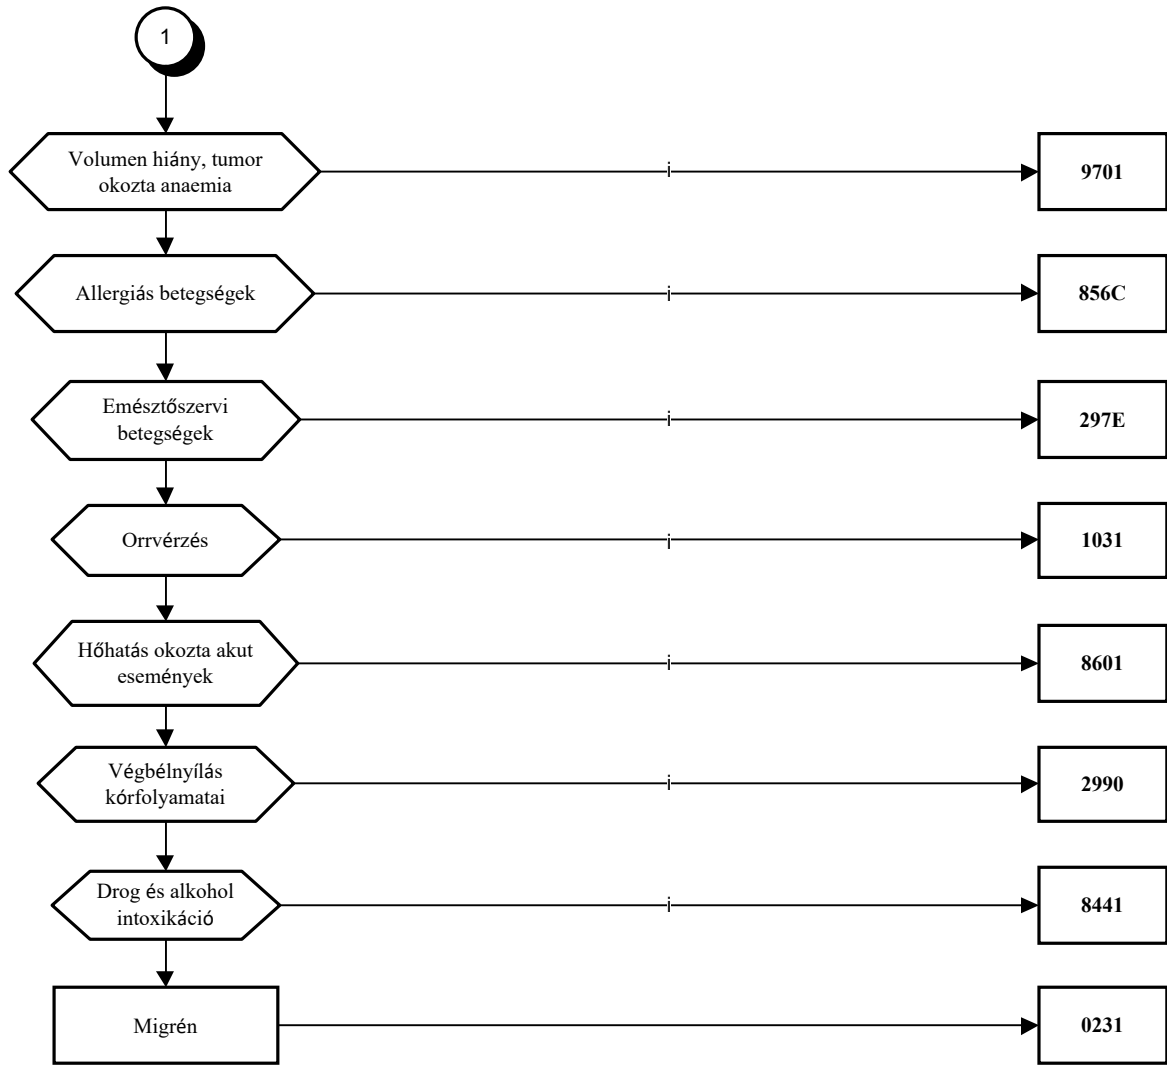 1
Volumen hiány, tumor
okozta anaemia
i
9701
Allergiás betegségek
i
856C
Emésztőszervi
betegségek
i
297E
Orrvérzés
i
1031
Hőhatás okozta akut
események
i
8601
Végbélnyílás
kórfolyamatai
i
2990
Drog és alkohol
intoxikáció
i
8441
Migrén
0231